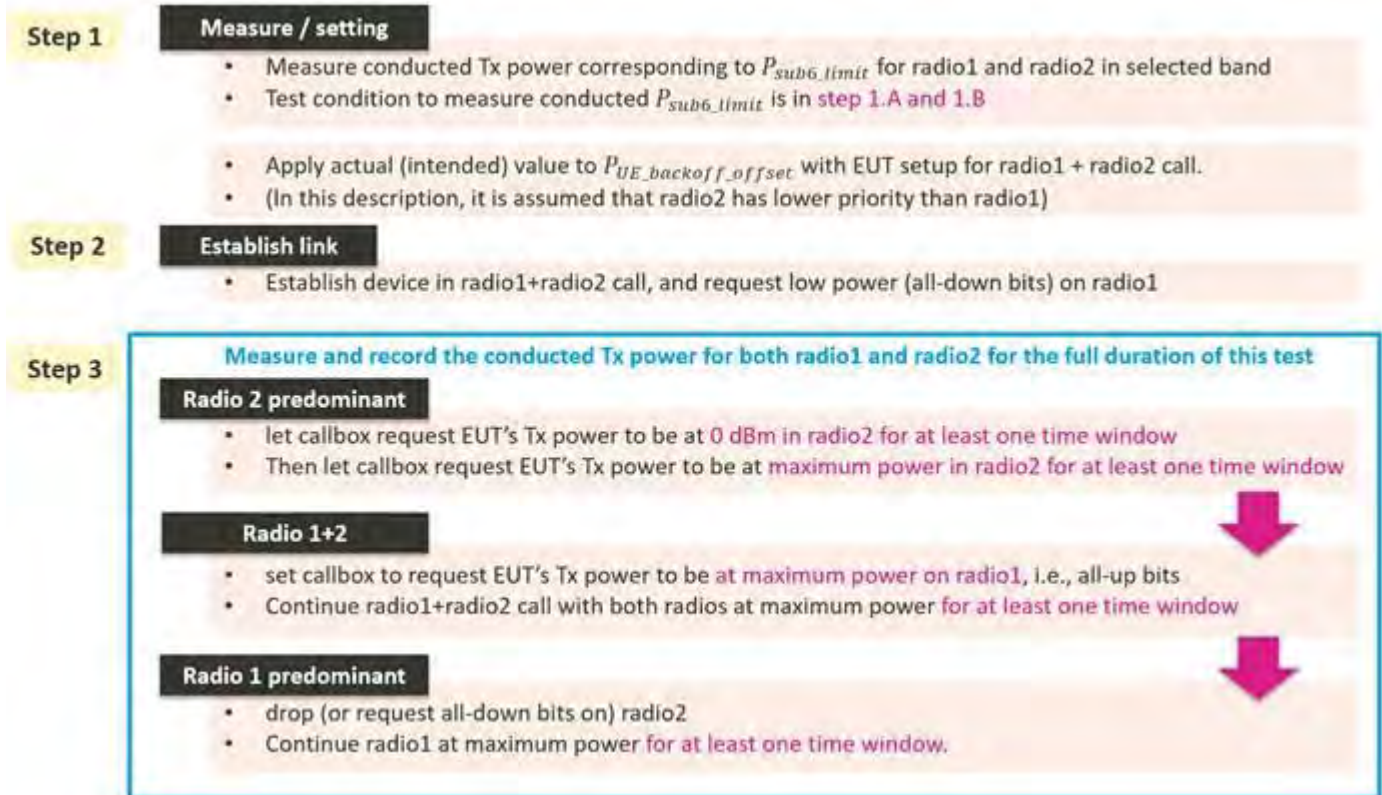 Step 1
Measure / setting
• Measure conducted Tx power corresponding to P_sub6_limit for radio1 and radio2 in selected band
• Test condition to measure conducted P_sub6_limit is in step 1.A and 1.B
• Apply actual (intended) value to P_UE_backoff_offset with EUT setup for radio1 + radio2 call.
• (In this description, it is assumed that radio2 has lower priority than radio1)
Step 2
Establish link
• Establish device in radio1+radio2 call, and request low power (all-down bits) on radio1
Step 3
Measure and record the conducted Tx power for both radio1 and radio2 for the full duration of this test
Radio 2 predominant
• let callbox request EUT's Tx power to be at 0 dBm in radio2 for at least one time window
• Then let callbox request EUT's Tx power to be at maximum power in radio2 for at least one time window
Radio 1+2
• set callbox to request EUT's Tx power to be at maximum power on radio1, i.e., all-up bits
• Continue radio1+radio2 call with both radios at maximum power for at least one time window
Radio 1 predominant
• drop (or request all-down bits on) radio2
• Continue radio1 at maximum power for at least one time window.